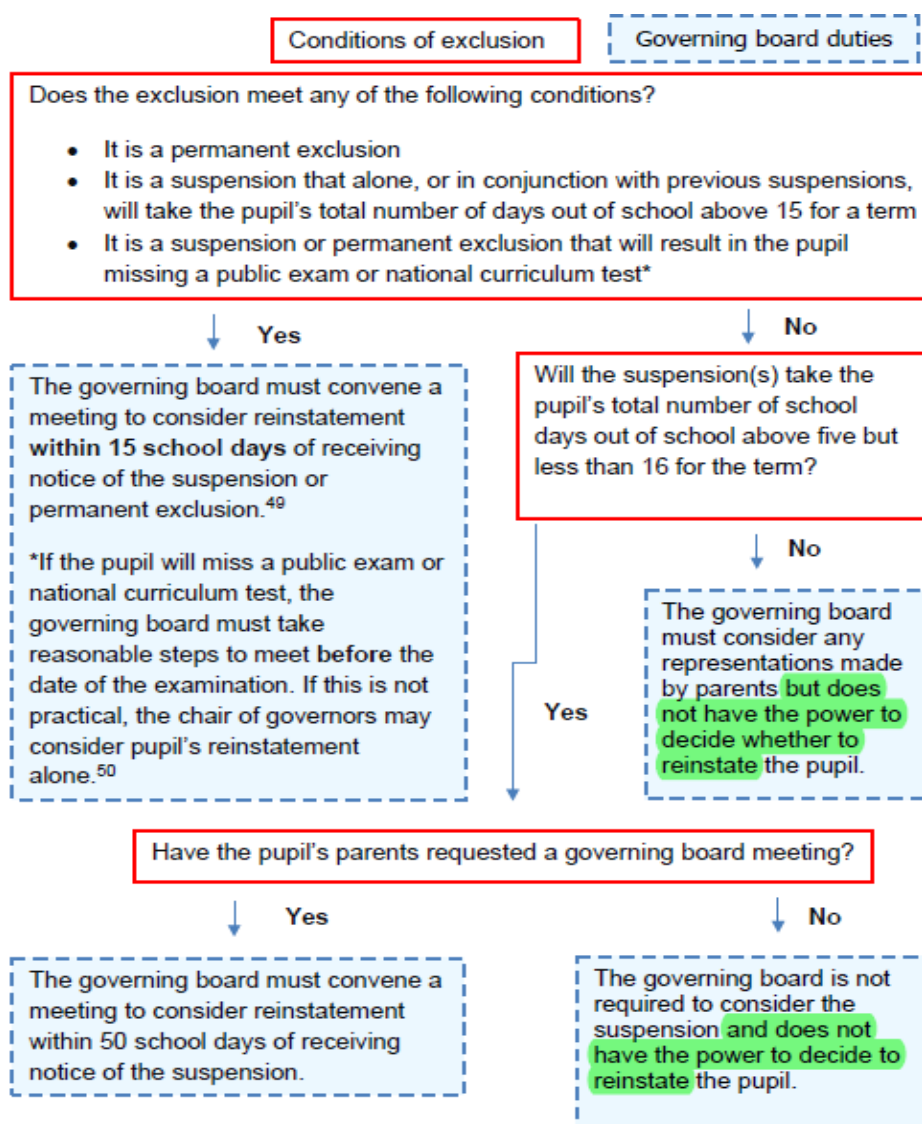 Conditions of exclusion
Governing board duties
Does the exclusion meet any of the following conditions?
• It is a permanent exclusion
• It is a suspension that alone, or in conjunction with previous suspensions,
will take the pupil's total number of days out of school above 15 for a term
• It is a suspension or permanent exclusion that will result in the pupil
missing a public exam or national curriculum test*
Yes
No
The governing board must convene a
meeting to consider reinstatement
within 15 school days of receiving
notice of the suspension or
permanent exclusion.49
*If the pupil will miss a public exam or
national curriculum test, the
governing board must take
reasonable steps to meet before the
date of the examination. If this is not
practical, the chair of governors may
consider pupil's reinstatement
alone.50
Will the suspension(s) take the
pupil's total number of school
days out of school above five but
less than 16 for the term?
No
The governing board
must consider any
representations made
by parents but does
not have the power to
decide whether to
reinstate the pupil.
Yes
Have the pupil's parents requested a governing board meeting?
Yes
No
The governing board must convene a
meeting to consider reinstatement
within 50 school days of receiving
notice of the suspension.
The governing board is not
required to consider the
suspension and does not
have the power to decide to
reinstate the pupil.